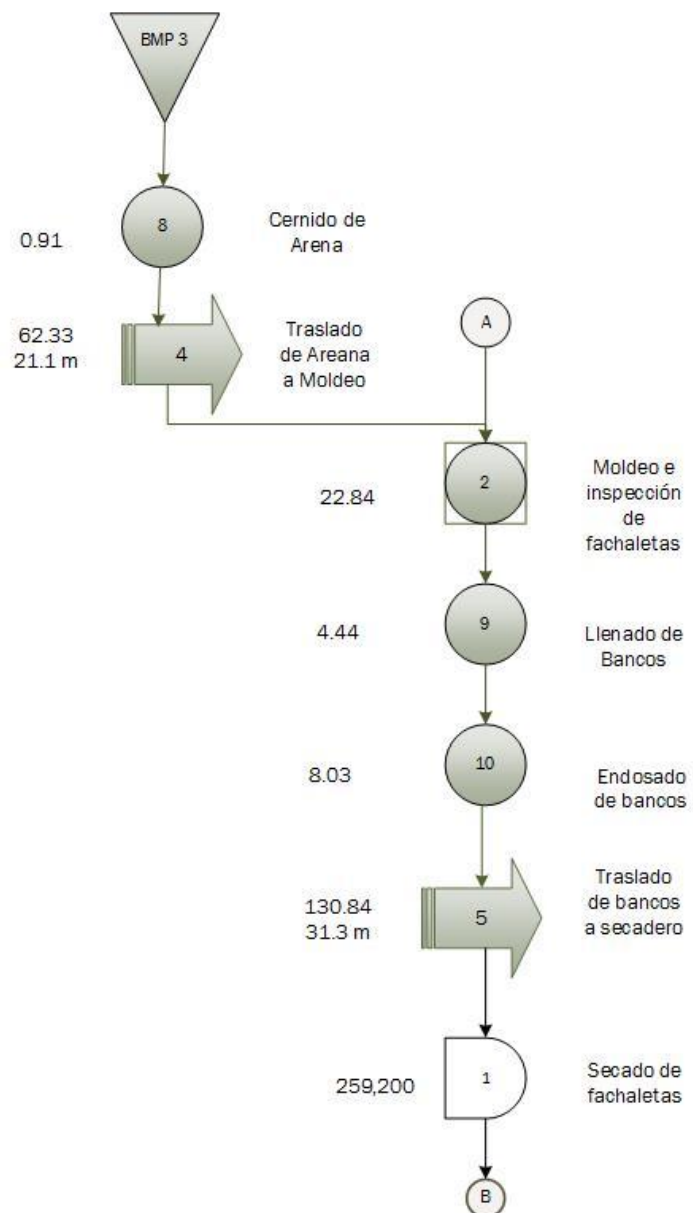 BMP 3
8
0.91
Cernido de
Arena
62.33
21.1 m
4
Traslado
de Areana
a Moldeo
A
22.84
2
Moldeo e
inspección
de
fachaletas
4.44
9
Llenado de
Bancos
8.03
10
Endosado
de bancos
130.84
31.3 m
5
Traslado
de bancos
a secadero
259,200
1
Secado de
fachaletas
B